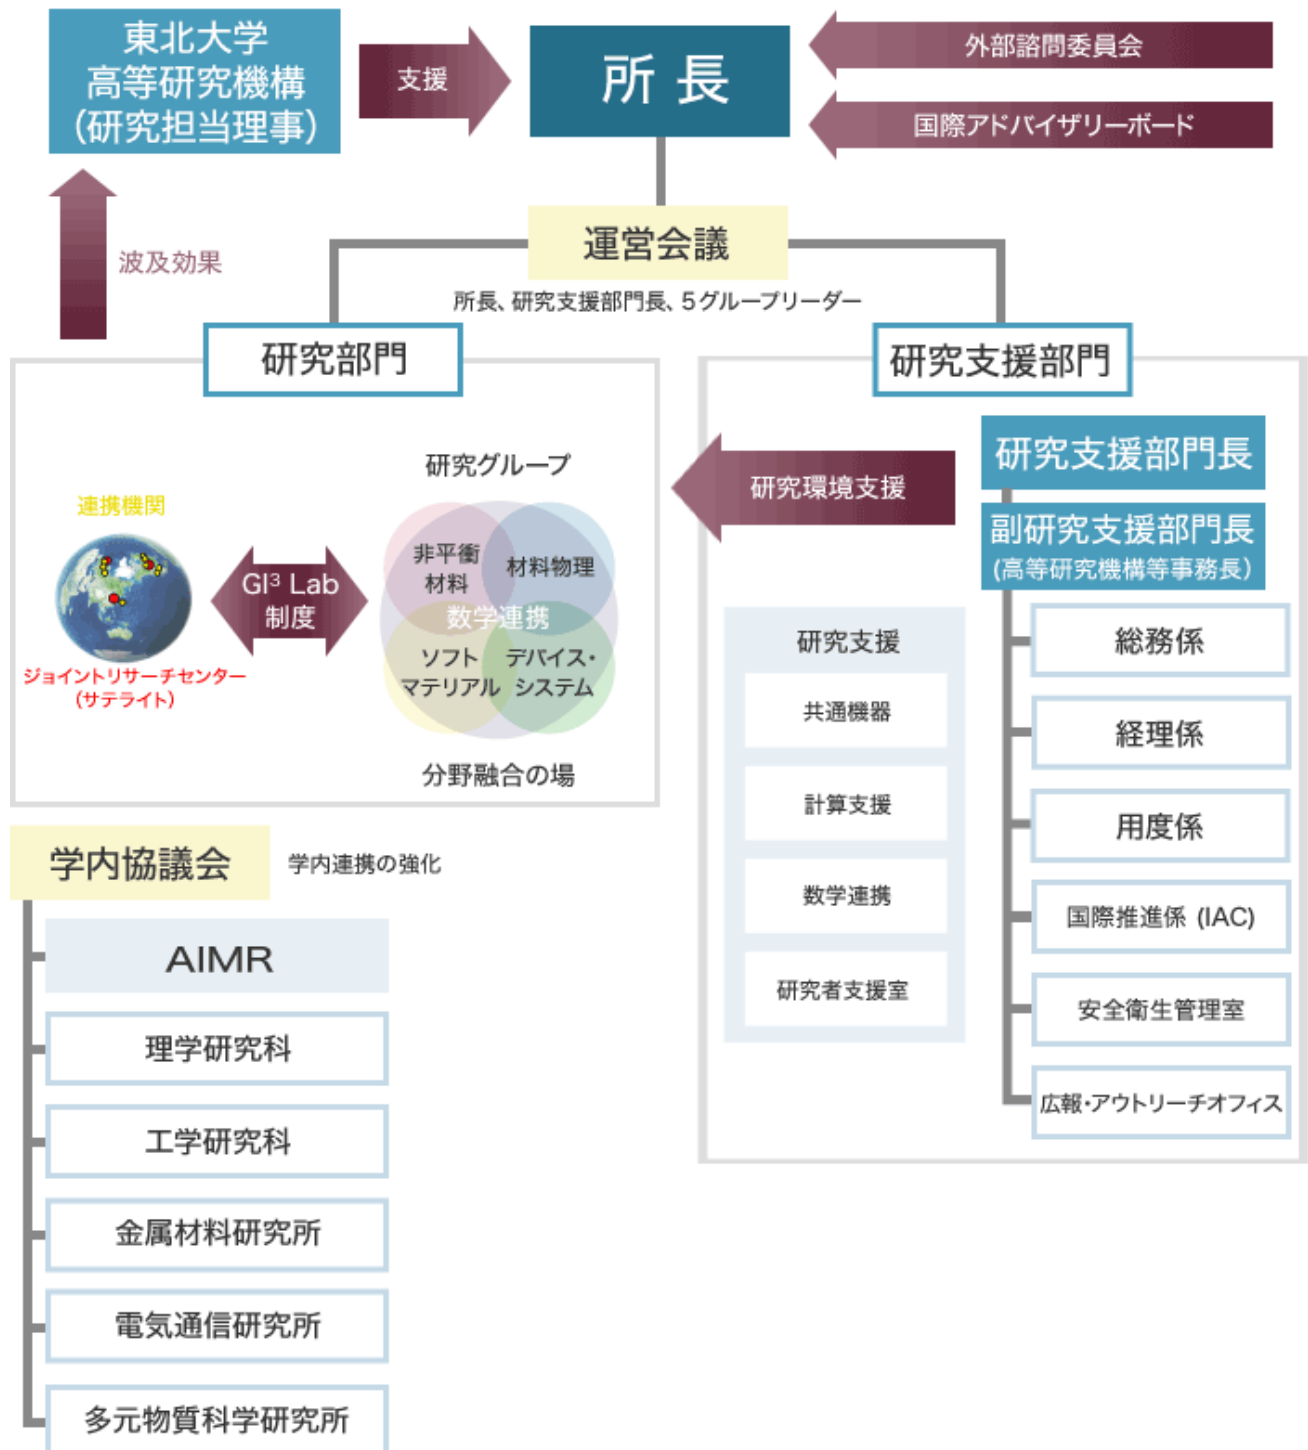 東北大学
高等研究機構
(研究担当理事)
支援
所長
外部諮問委員会
国際アドバイザリーボード
波及効果
運営会議
所長、研究支援部門長、5グループリーダー
研究部門
連携機関
ジョイントリサーチセンター
(サテライト)
GI³ Lab
制度
研究グループ
非平衡
材料
材料物理
数学連携
ソフト
マテリアル
デバイス・
システム
分野融合の場
研究支援部門
研究環境支援
研究支援部門長
副研究支援部門長
(高等研究機構等事務長)
研究支援
共通機器
計算支援
数学連携
研究者支援室
総務係
経理係
用度係
国際推進係 (IAC)
安全衛生管理室
広報・アウトリーチオフィス
学内協議会
学内連携の強化
AIMR
理学研究科
工学研究科
金属材料研究所
電気通信研究所
多元物質科学研究所